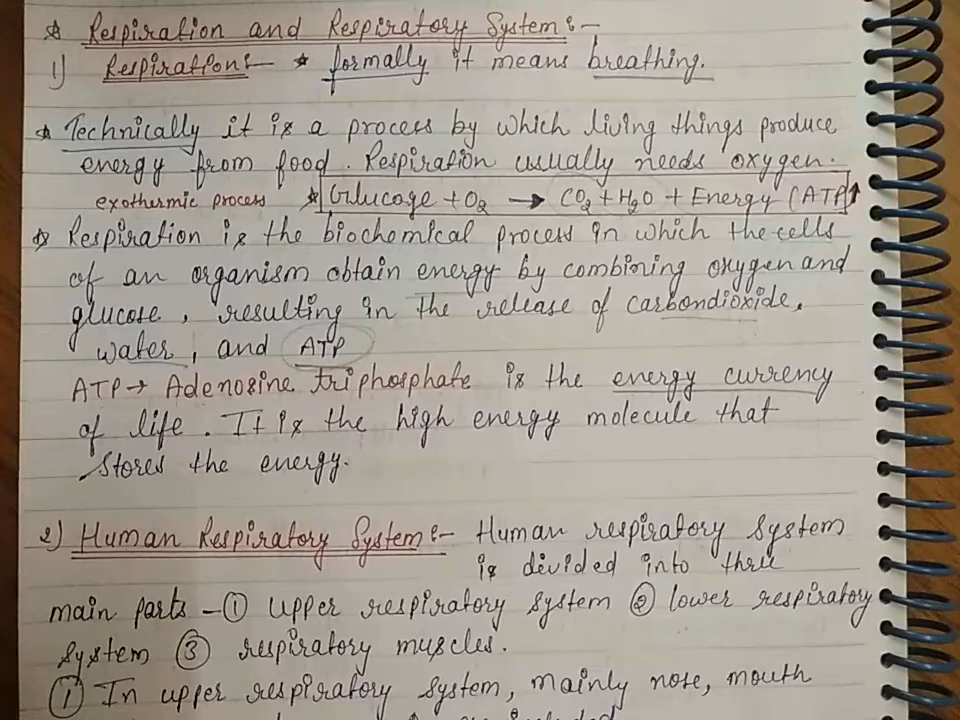 ☆ Respiration and Respiratory System :-
1) Respiration :- ★ formally it means breathing.
★ Technically it is a process by which living things produce
energy from food. Respiration usually needs oxygen.
exothermic process ★ Glucose + O2 → CO2 + H2O + Energy (ATP)↑
☆ Respiration is the biochemical process in which the cells
of an organism obtain energy by combining oxygen and
glucose, resulting in the release of carbondioxide,
water, and ATP
ATP → Adenosine triphosphate is the energy currency
of life. It is the high energy molecule that
stores the energy.
2) Human Respiratory System :- Human respiratory system
is divided into three
main parts - ① upper respiratory system ② lower respiratory
system ③ respiratory muscles.
① In upper respiratory system, mainly nose, mouth